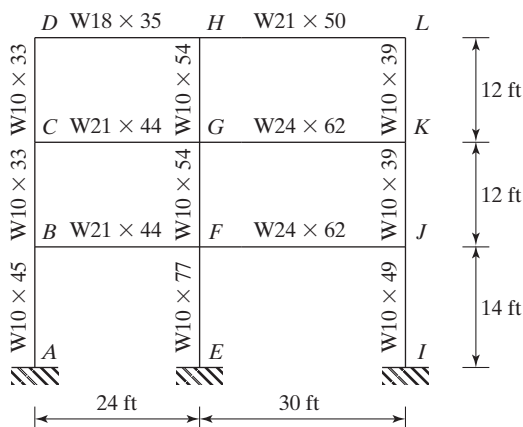 D W18 × 35 H W21 × 50 L
W10 × 33
W10 × 54
W10 × 39
12 ft
C W21 × 44 G W24 × 62 K
W10 × 33
W10 × 54
W10 × 39
12 ft
B W21 × 44 F W24 × 62 J
W10 × 45
W10 × 77
W10 × 49
14 ft
A E I
24 ft 30 ft